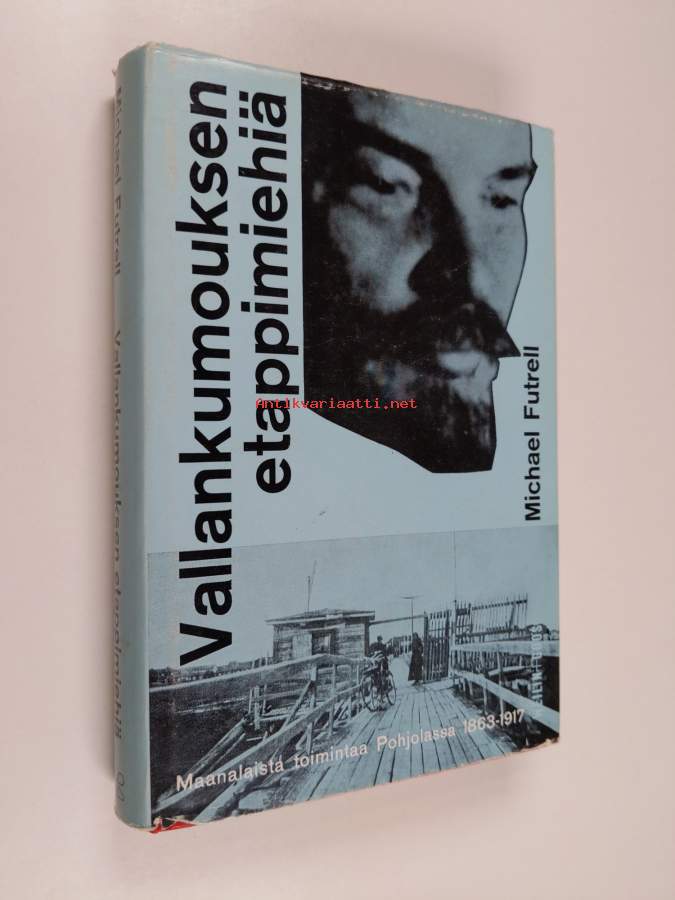 Vallankumouksen
etappimiehiä
Michael Futrell
Maanalaista toimintaa Pohjolassa 1863-1917
Michael Futrell Vallankumouksen etappimiehiä
Antikvariaatti.net